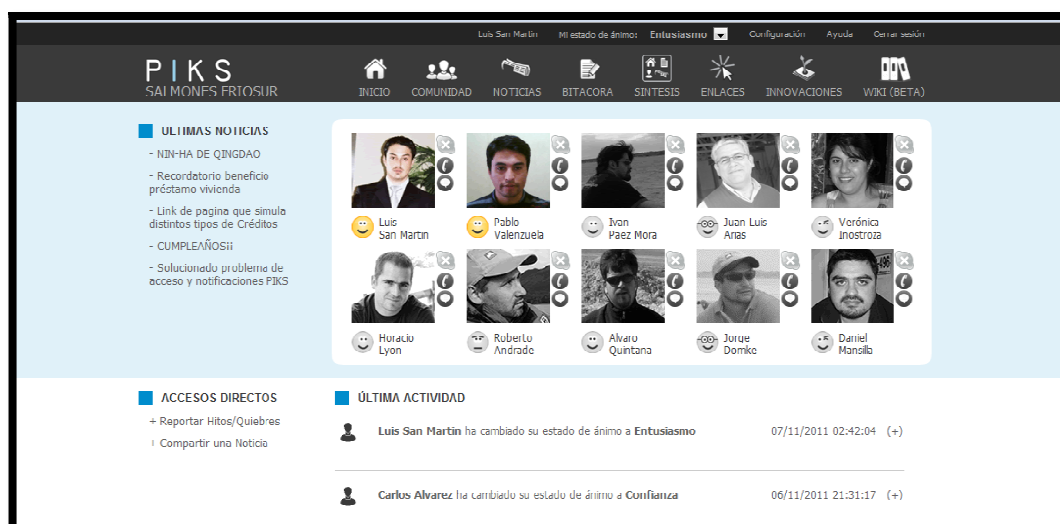 Luis San Martin Mi estado de ánimo: Entusiasmo Configuración Ayuda Cerrar sesión
PIKS
SALMONES FRIOSUR
INICIO COMUNIDAD NOTICIAS BITACORA SINTESIS ENLACES INNOVACIONES WIKI (BETA)
ULTIMAS NOTICIAS
- NIN-HA DE QINGDAO
- Recordatorio beneficio
préstamo vivienda
- Link de pagina que simula
distintos tipos de Créditos
- CUMPLEAÑOS¡¡
- Solucionado problema de
acceso y notificaciones PIKS
Luis
San Martin
Pablo
Valenzuela
Ivan
Paez Mora
Juan Luis
Arias
Verónica
Inostroza
Horacio
Lyon
Roberto
Andrade
Alvaro
Quintana
Jorge
Domke
Daniel
Mansilla
ACCESOS DIRECTOS
+ Reportar Hitos/Quiebres
+ Compartir una Noticia
ÚLTIMA ACTIVIDAD
Luis San Martin ha cambiado su estado de ánimo a Entusiasmo 07/11/2011 02:42:04 (+)
Carlos Alvarez ha cambiado su estado de ánimo a Confianza 06/11/2011 21:31:17 (+)